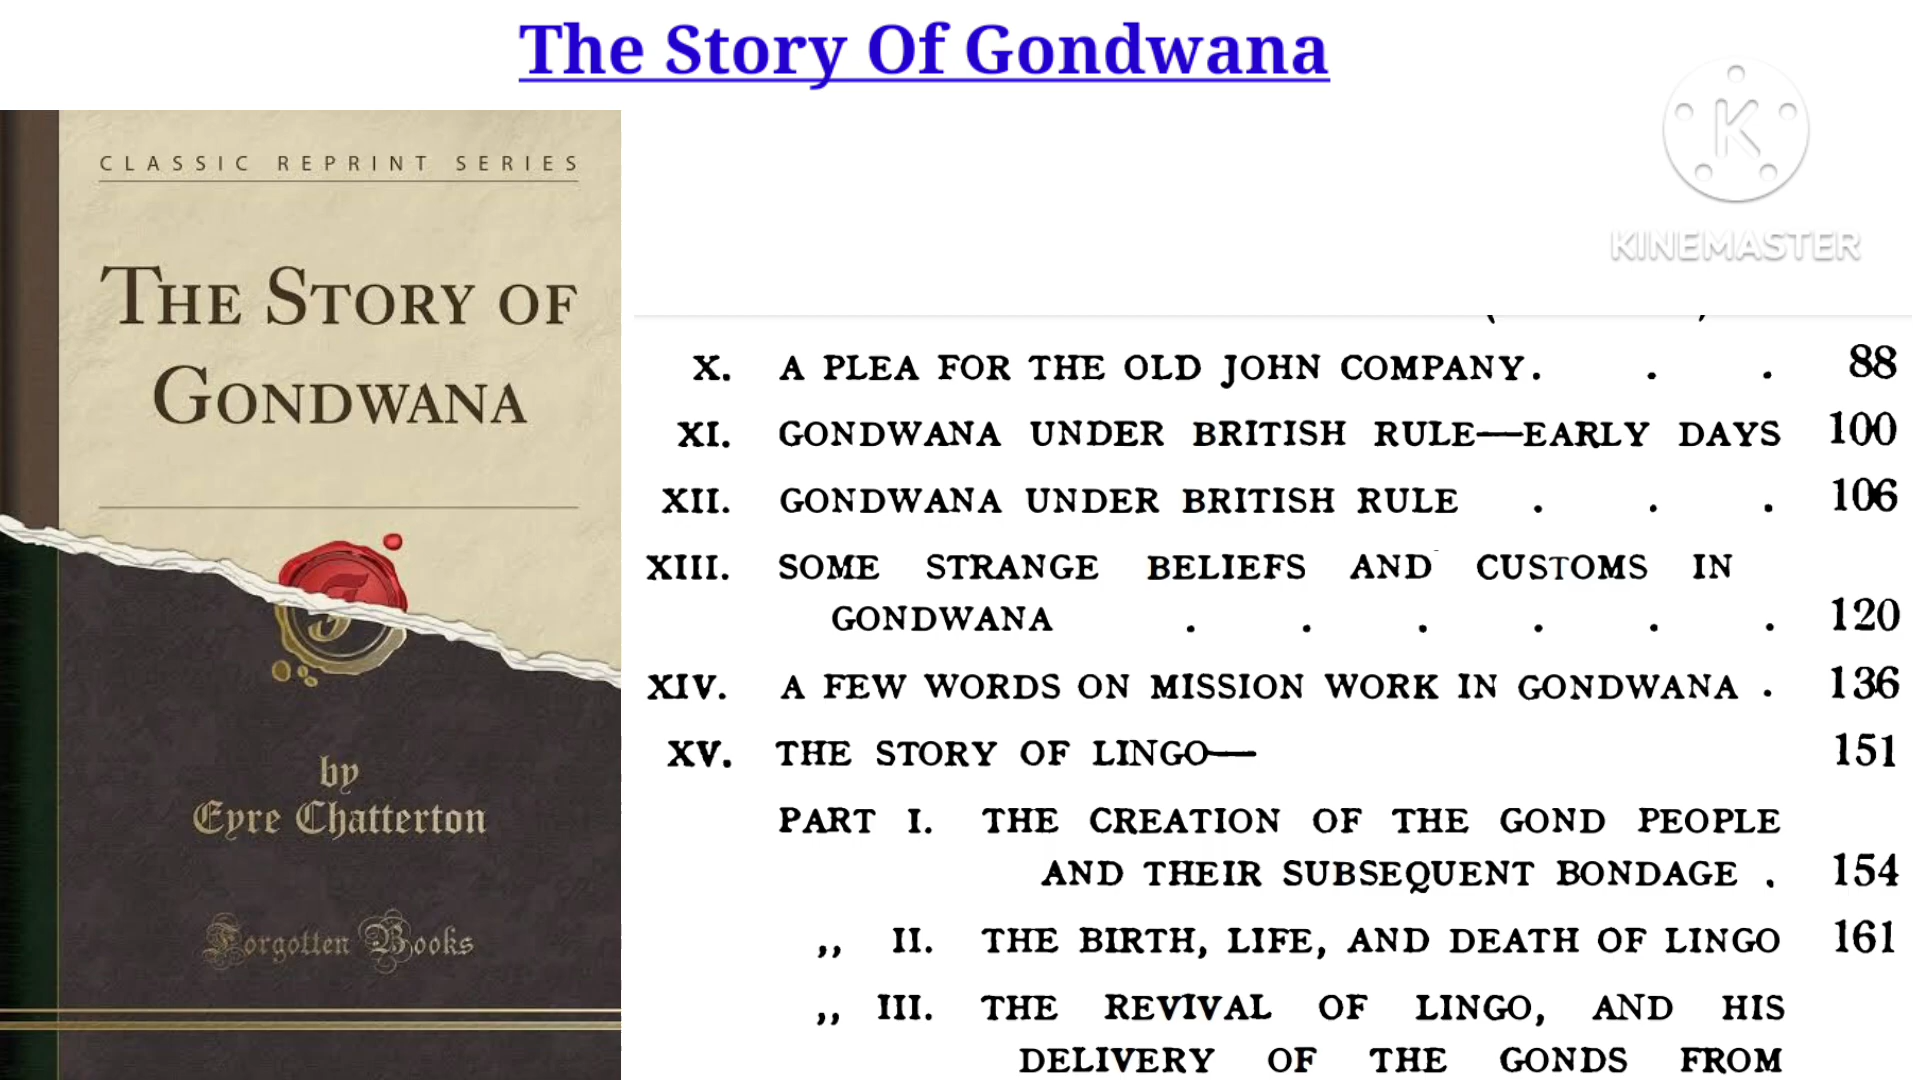 The Story Of Gondwana
CLASSIC REPRINT SERIES
THE STORY OF
GONDWANA
by
Eyre Chatterton
Forgotten Books
KINEMASTER
X. A PLEA FOR THE OLD JOHN COMPANY . . . 88
XI. GONDWANA UNDER BRITISH RULE—EARLY DAYS 100
XII. GONDWANA UNDER BRITISH RULE . . . 106
XIII. SOME STRANGE BELIEFS AND CUSTOMS IN
GONDWANA . . . . . . 120
XIV. A FEW WORDS ON MISSION WORK IN GONDWANA . 136
XV. THE STORY OF LINGO— 151
PART I. THE CREATION OF THE GOND PEOPLE
AND THEIR SUBSEQUENT BONDAGE . 154
,, II. THE BIRTH, LIFE, AND DEATH OF LINGO 161
,, III. THE REVIVAL OF LINGO, AND HIS
DELIVERY OF THE GONDS FROM